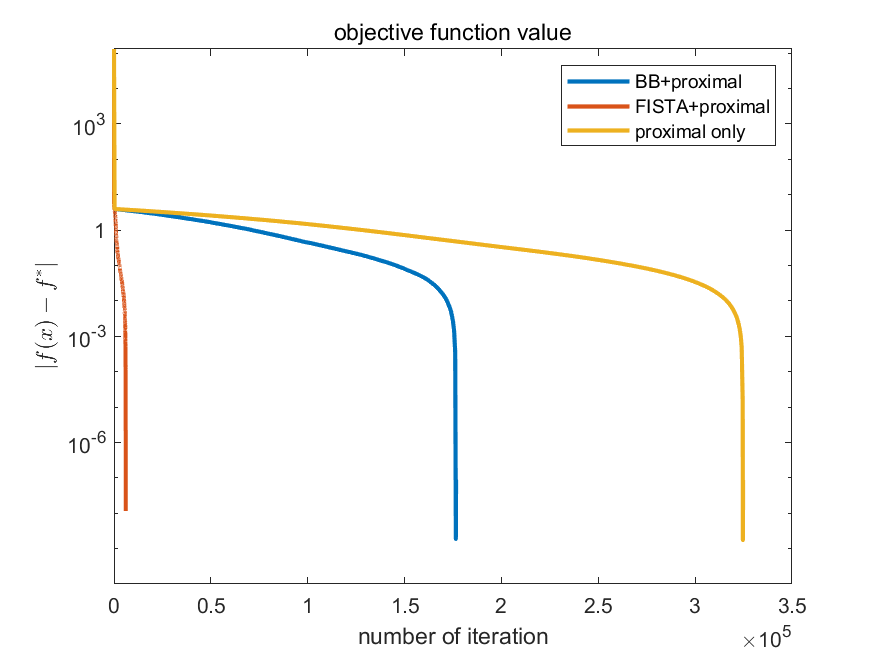 objective function value
BB+proximal
FISTA+proximal
proximal only
10^3
1
10^-3
10^-6
|f(x) − f*|
0
0.5
1
1.5
2
2.5
3
3.5
×10^5
number of iteration